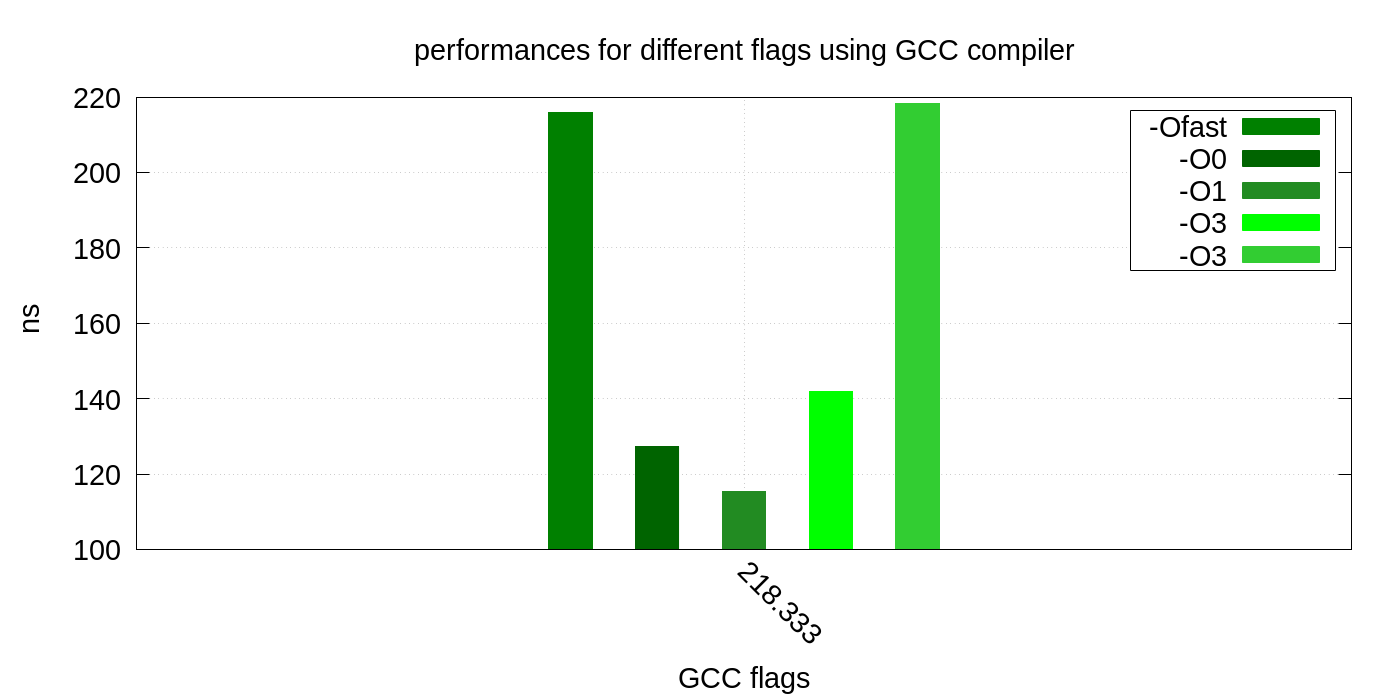 performances for different flags using GCC compiler
220
200
180
160
140
120
100
ns
-Ofast
-O0
-O1
-O3
-O3
218.333
GCC flags